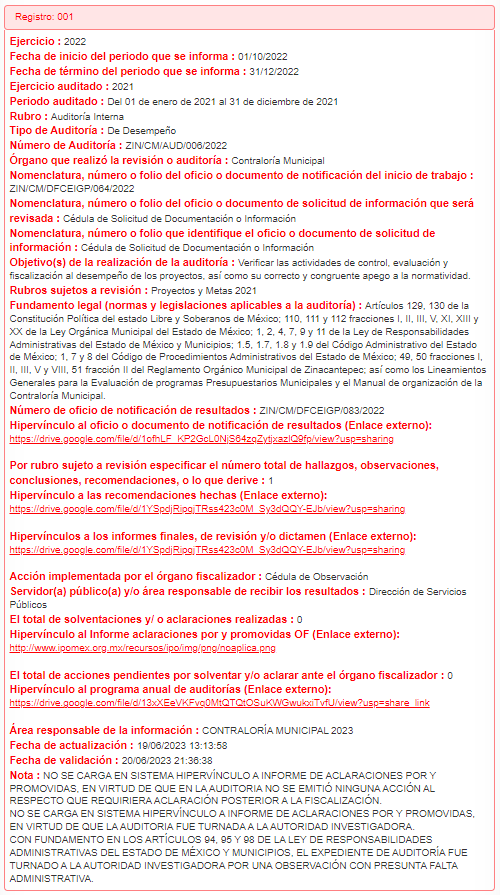 Registro: 001
Ejercicio : 2022
Fecha de inicio del periodo que se informa : 01/10/2022
Fecha de término del periodo que se informa : 31/12/2022
Ejercicio auditado : 2021
Periodo auditado : Del 01 de enero de 2021 al 31 de diciembre de 2021
Rubro : Auditoría Interna
Tipo de Auditoría : De Desempeño
Número de Auditoría : ZIN/CM/AUD/006/2022
Órgano que realizó la revisión o auditoría : Contraloría Municipal
Nomenclatura, número o folio del oficio o documento de notificación del inicio de trabajo :
ZIN/CM/DFCEIGP/064/2022
Nomenclatura, número o folio del oficio o documento de solicitud de información que será
revisada : Cédula de Solicitud de Documentación o Información
Nomenclatura, número o folio que identifique el oficio o documento de solicitud de
información : Cédula de Solicitud de Documentación o Información
Objetivo(s) de la realización de la auditoría : Verificar las actividades de control, evaluación y
fiscalización al desempeño de los proyectos, así como su correcto y congruente apego a la normatividad.
Rubros sujetos a revisión : Proyectos y Metas 2021
Fundamento legal (normas y legislaciones aplicables a la auditoría) : Artículos 129, 130 de la
Constitución Política del estado Libre y Soberanos de México; 110, 111 y 112 fracciones I, II, III, V, XI, XIII y
XX de la Ley Orgánica Municipal del Estado de México; 1, 2, 4, 7, 9 y 11 de la Ley de Responsabilidades
Administrativas del Estado de México y Municipios; 1.5, 1.7, 1.8 y 1.9 del Código Administrativo del Estado
de México; 1, 7 y 8 del Código de Procedimientos Administrativos del Estado de México; 49, 50 fracciones I,
II, III, V y VIII, 51 fracción II del Reglamento Orgánico Municipal de Zinacantepec; así como los Lineamientos
Generales para la Evaluación de programas Presupuestarios Municipales y el Manual de organización de la
Contraloría Municipal.
Número de oficio de notificación de resultados : ZIN/CM/DFCEIGP/083/2022
Hipervínculo al oficio o documento de notificación de resultados (Enlace externo):
https://drive.google.com/file/d/1ofhLF_KP2GcL0NjS64zqZytjxazlQ9fp/view?usp=sharing
Por rubro sujeto a revisión especificar el número total de hallazgos, observaciones,
conclusiones, recomendaciones, o lo que derive : 1
Hipervínculo a las recomendaciones hechas (Enlace externo):
https://drive.google.com/file/d/1YSpdjRipgjTRss423c0M_Sy3dQQY-EJb/view?usp=sharing
Hipervínculos a los informes finales, de revisión y/o dictamen (Enlace externo):
https://drive.google.com/file/d/1YSpdjRipgjTRss423c0M_Sy3dQQY-EJb/view?usp=sharing
Acción implementada por el órgano fiscalizador : Cédula de Observación
Servidor(a) público(a) y/o área responsable de recibir los resultados : Dirección de Servicios
Públicos
El total de solventaciones y/ o aclaraciones realizadas : 0
Hipervínculo al Informe aclaraciones por y promovidas OF (Enlace externo):
http://www.ipomex.org.mx/recursos/ipo/img/png/noaplica.png
El total de acciones pendientes por solventar y/o aclarar ante el órgano fiscalizador : 0
Hipervínculo al programa anual de auditorías (Enlace externo):
https://drive.google.com/file/d/13xXEeVKFvq0MtQTQtOSuKWGwukxiTvfU/view?usp=share_link
Área responsable de la información : CONTRALORÍA MUNICIPAL 2023
Fecha de actualización : 19/06/2023 13:13:58
Fecha de validación : 20/06/2023 21:36:38
Nota : NO SE CARGA EN SISTEMA HIPERVÍNCULO A INFORME DE ACLARACIONES POR Y
PROMOVIDAS, EN VIRTUD DE QUE EN LA AUDITORIA NO SE EMITIÓ NINGUNA ACCIÓN AL
RESPECTO QUE REQUIRIERA ACLARACIÓN POSTERIOR A LA FISCALIZACIÓN.
NO SE CARGA EN SISTEMA HIPERVÍNCULO A INFORME DE ACLARACIONES POR Y PROMOVIDAS,
EN VIRTUD DE QUE LA AUDITORIA FUE TURNADA A LA AUTORIDAD INVESTIGADORA.
CON FUNDAMENTO EN LOS ARTÍCULOS 94, 95 Y 98 DE LA LEY DE RESPONSABILIDADES
ADMINISTRATIVAS DEL ESTADO DE MÉXICO Y MUNICIPIOS, EL EXPEDIENTE DE AUDITORÍA FUE
TURNADO A LA AUTORIDAD INVESTIGADORA POR UNA OBSERVACIÓN CON PRESUNTA FALTA
ADMINISTRATIVA.